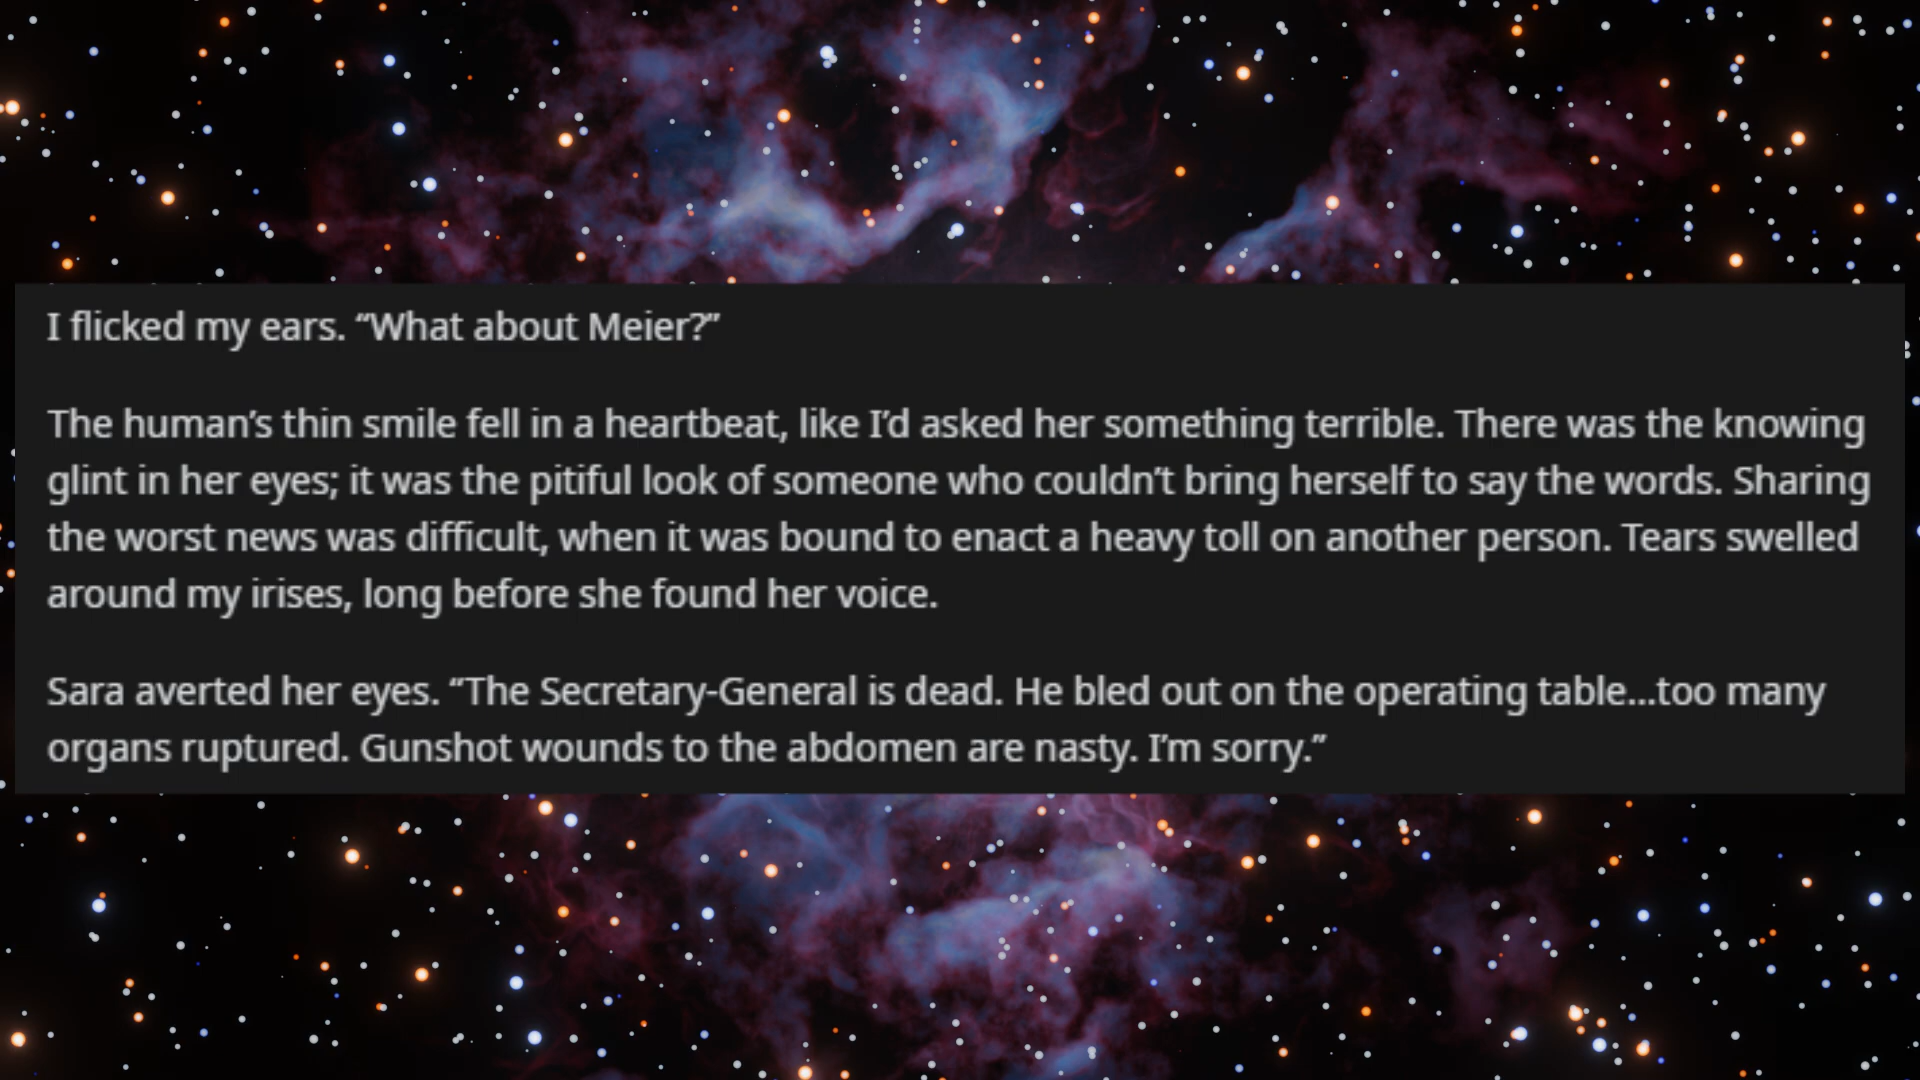 I flicked my ears. “What about Meier?”
The human’s thin smile fell in a heartbeat, like I’d asked her something terrible. There was the knowing
glint in her eyes; it was the pitiful look of someone who couldn’t bring herself to say the words. Sharing
the worst news was difficult, when it was bound to enact a heavy toll on another person. Tears swelled
around my irises, long before she found her voice.
Sara averted her eyes. “The Secretary-General is dead. He bled out on the operating table...too many
organs ruptured. Gunshot wounds to the abdomen are nasty. I’m sorry.”